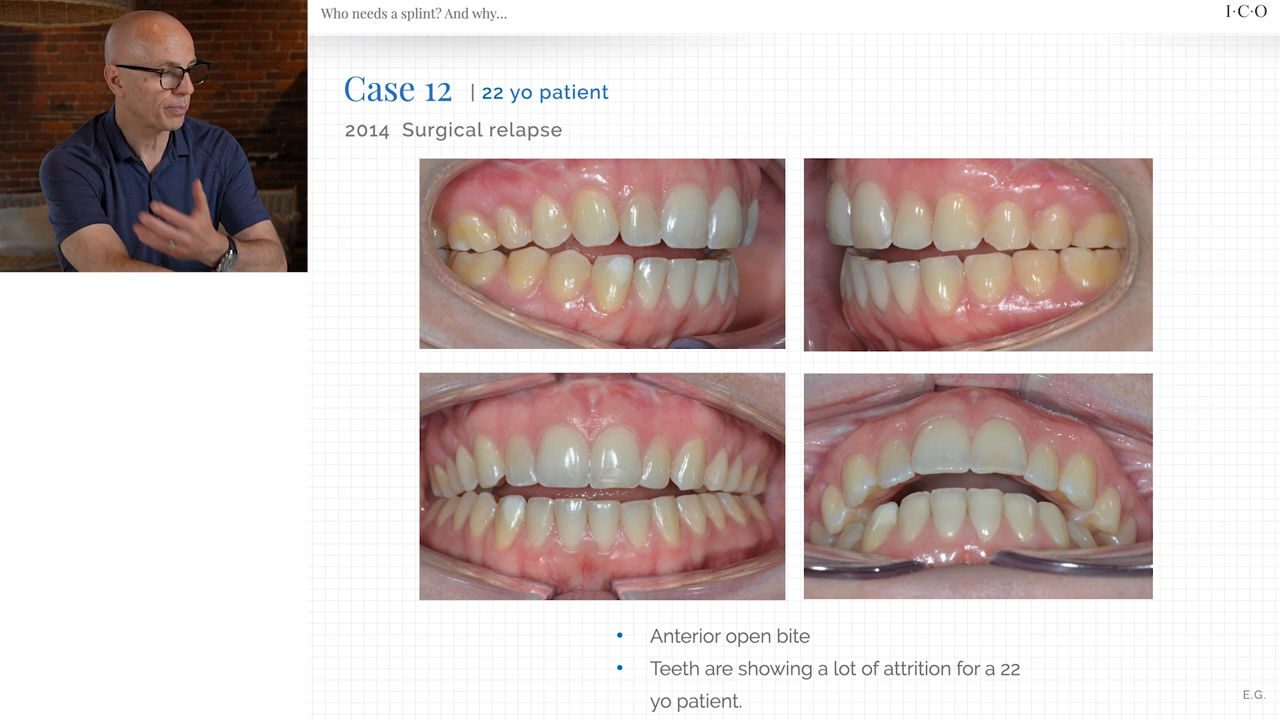 Who needs a splint? And why...
I·C·O
Case 12 | 22 yo patient
2014 Surgical relapse
• Anterior open bite
• Teeth are showing a lot of attrition for a 22
yo patient.
E.G.